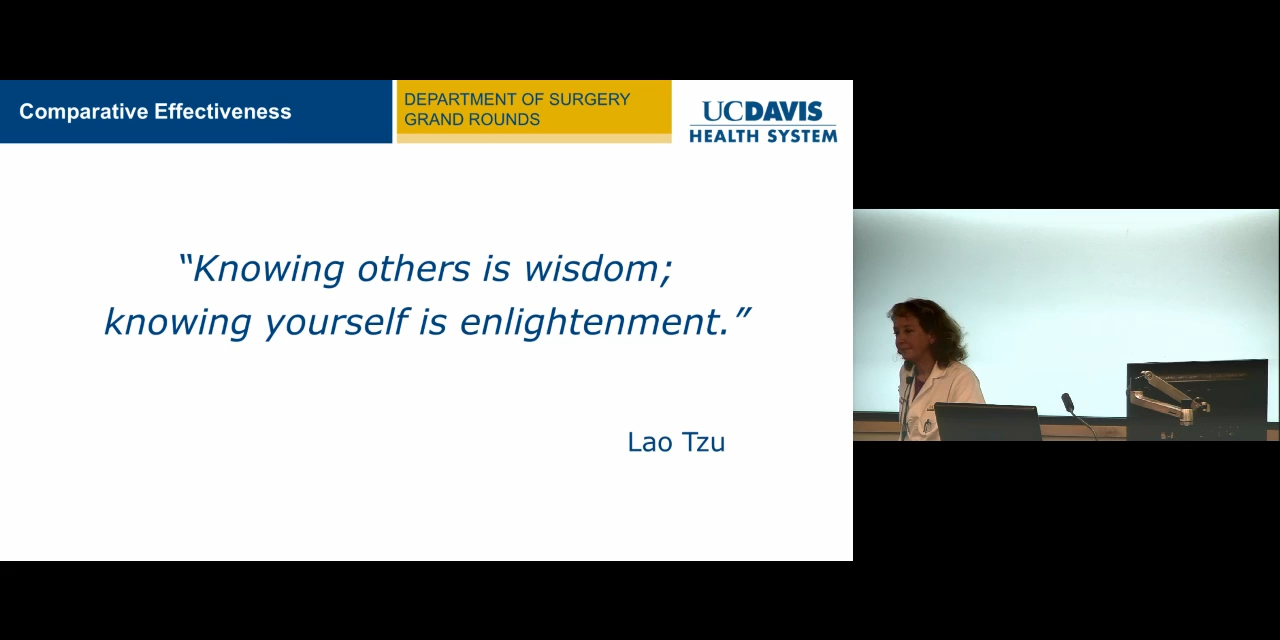 Comparative Effectiveness
DEPARTMENT OF SURGERY
GRAND ROUNDS
UCDAVIS
HEALTH SYSTEM
“Knowing others is wisdom;
knowing yourself is enlightenment.”
Lao Tzu